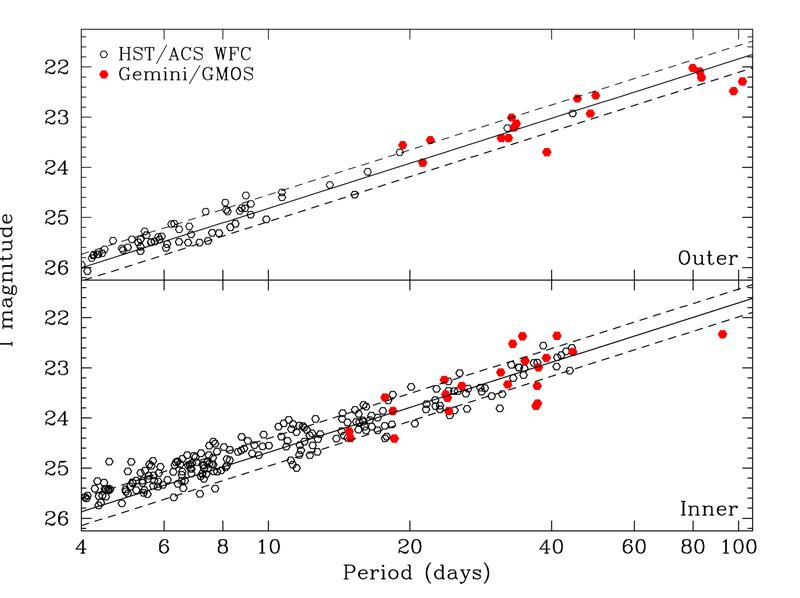 HST/ACS WFC
Gemini/GMOS
22
23
24
25
26
Outer
I magnitude
22
23
24
25
26
Inner
4 6 8 10 20 40 60 80 100
Period (days)